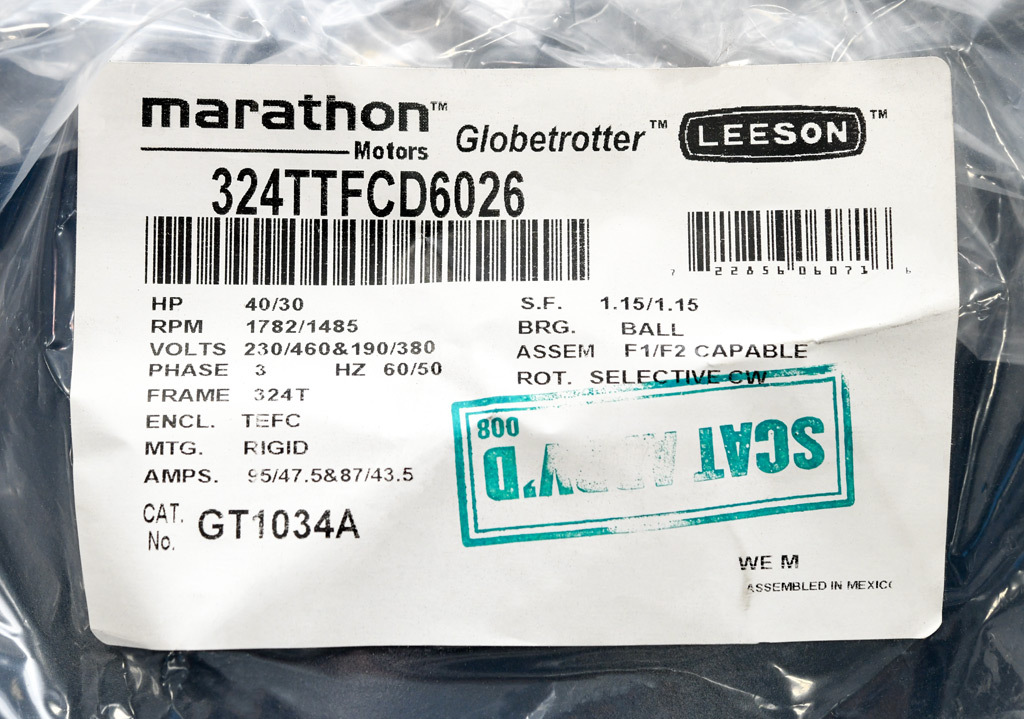 marathon™
Motors
Globetrotter™
LEESON™
324TTFCD6026
7 22856 06071 6
HP 40/30
RPM 1782/1485
VOLTS 230/460&190/380
PHASE 3 HZ 60/50
FRAME 324T
ENCL. TEFC
MTG. RIGID
AMPS. 95/47.5&87/43.5
CAT. No. GT1034A
S.F. 1.15/1.15
BRG. BALL
ASSEM F1/F2 CAPABLE
ROT. SELECTIVE CW
SCAT
008
WE M
ASSEMBLED IN MEXICO